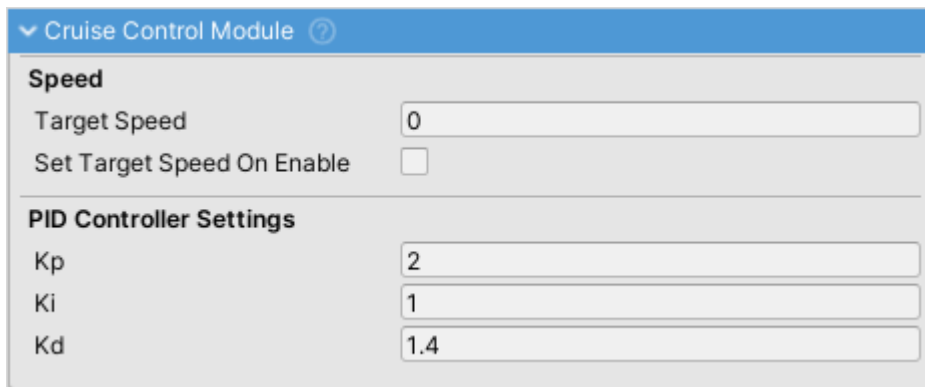 Cruise Control Module ?
Speed
Target Speed 0
Set Target Speed On Enable
PID Controller Settings
Kp 2
Ki 1
Kd 1.4